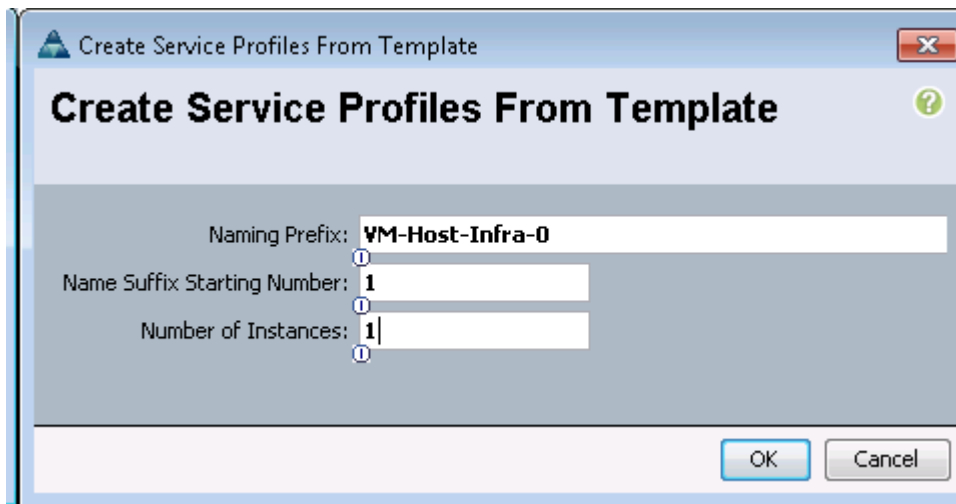 Create Service Profiles From Template
Create Service Profiles From Template
Naming Prefix: VM-Host-Infra-0
Name Suffix Starting Number: 1
Number of Instances: 1
OK Cancel